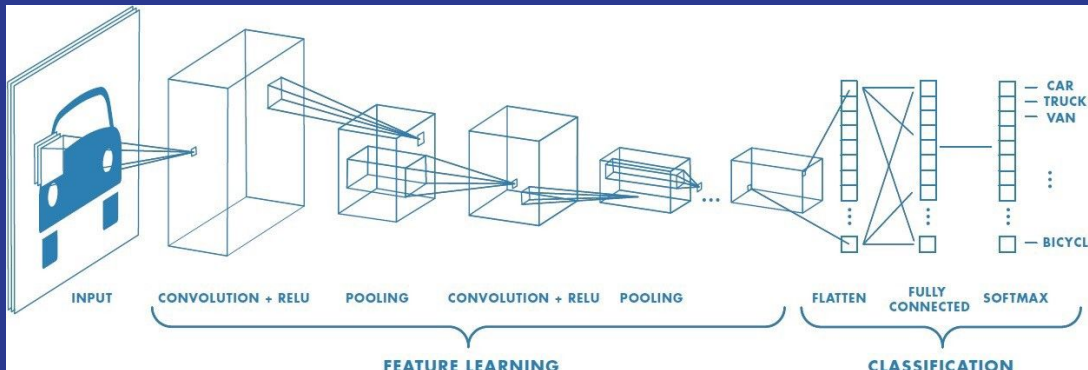 CAR
TRUCK
VAN
BICYCL
INPUT
CONVOLUTION + RELU
POOLING
CONVOLUTION + RELU
POOLING
FLATTEN
FULLY
CONNECTED
SOFTMAX
FEATURE LEARNING
CLASSIFICATION